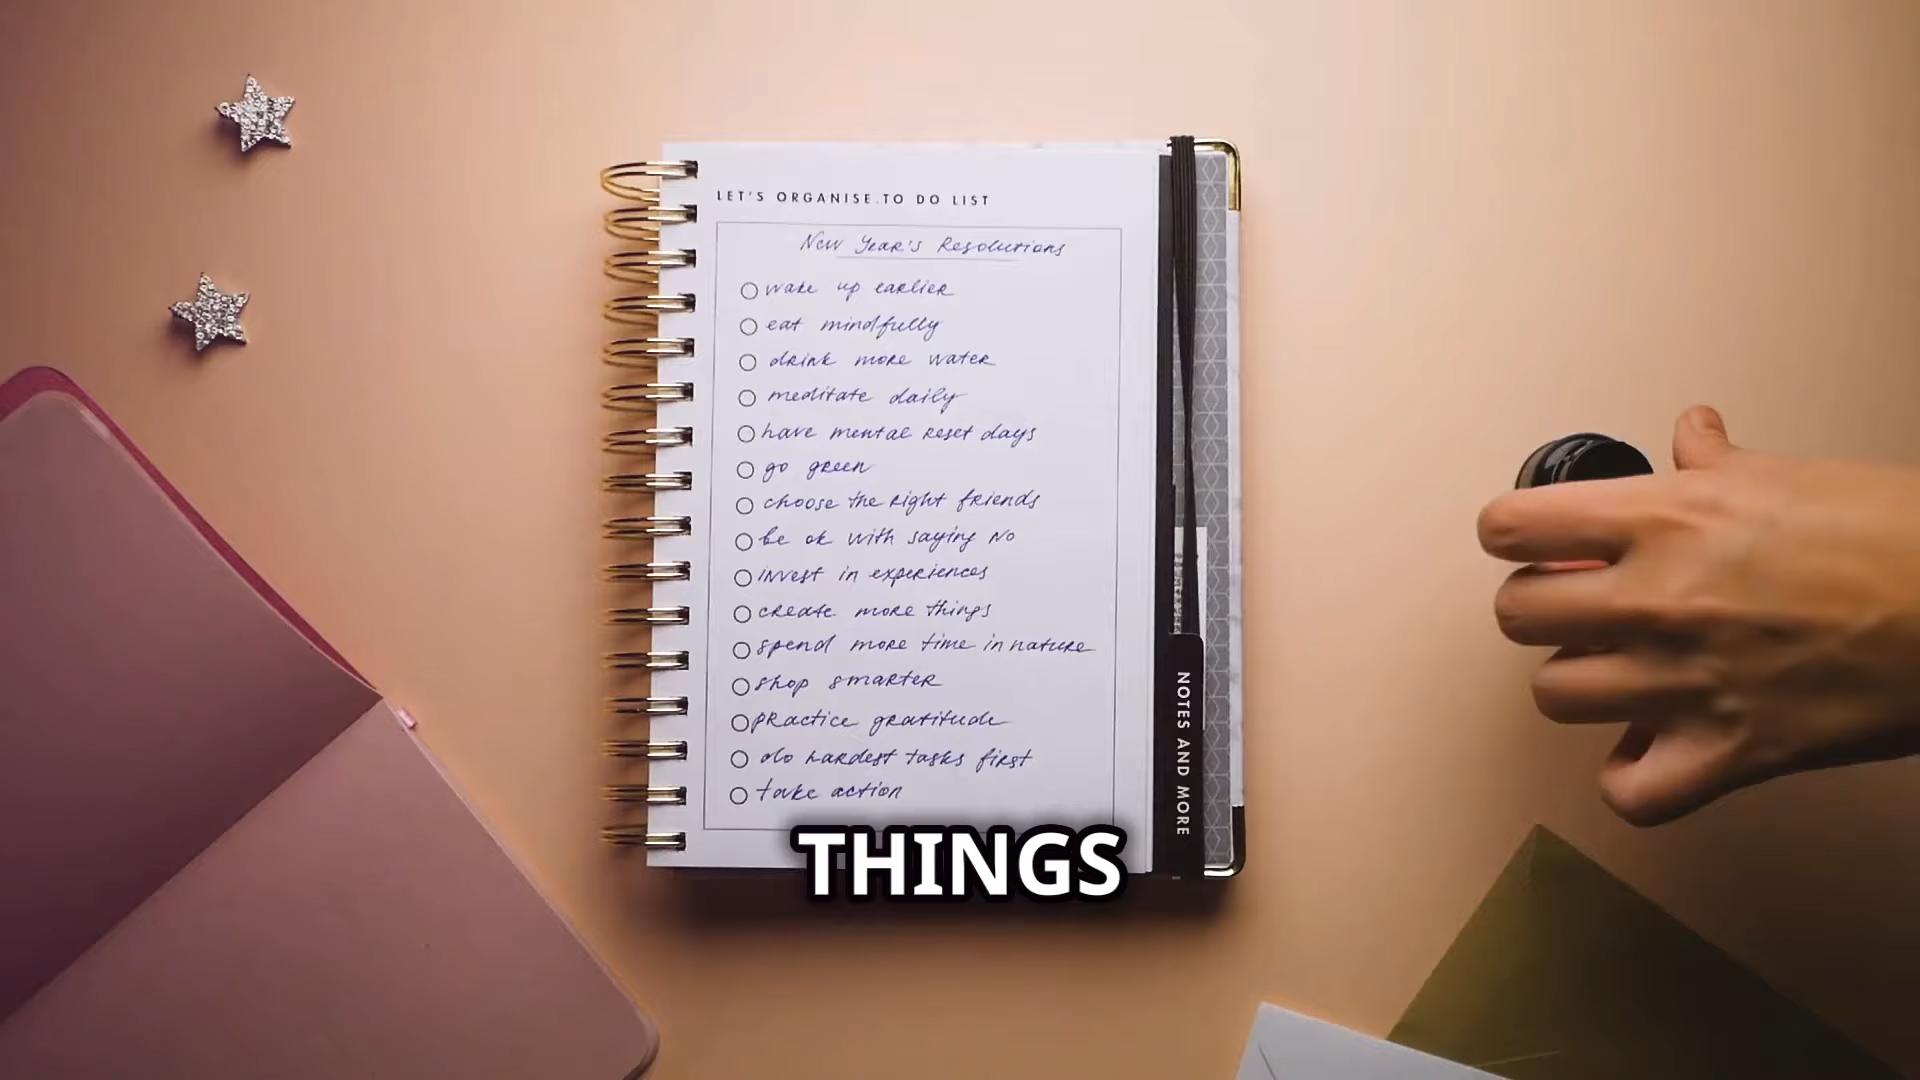 LET'S ORGANISE.TO DO LIST
New Year's Resolutions
wake up earlier
eat mindfully
drink more water
meditate daily
have mental reset days
go green
choose the right friends
be ok with saying NO
invest in experiences
create more things
spend more time in nature
shop smarter
practice gratitude
do hardest tasks first
take action
NOTES AND MORE
THINGS